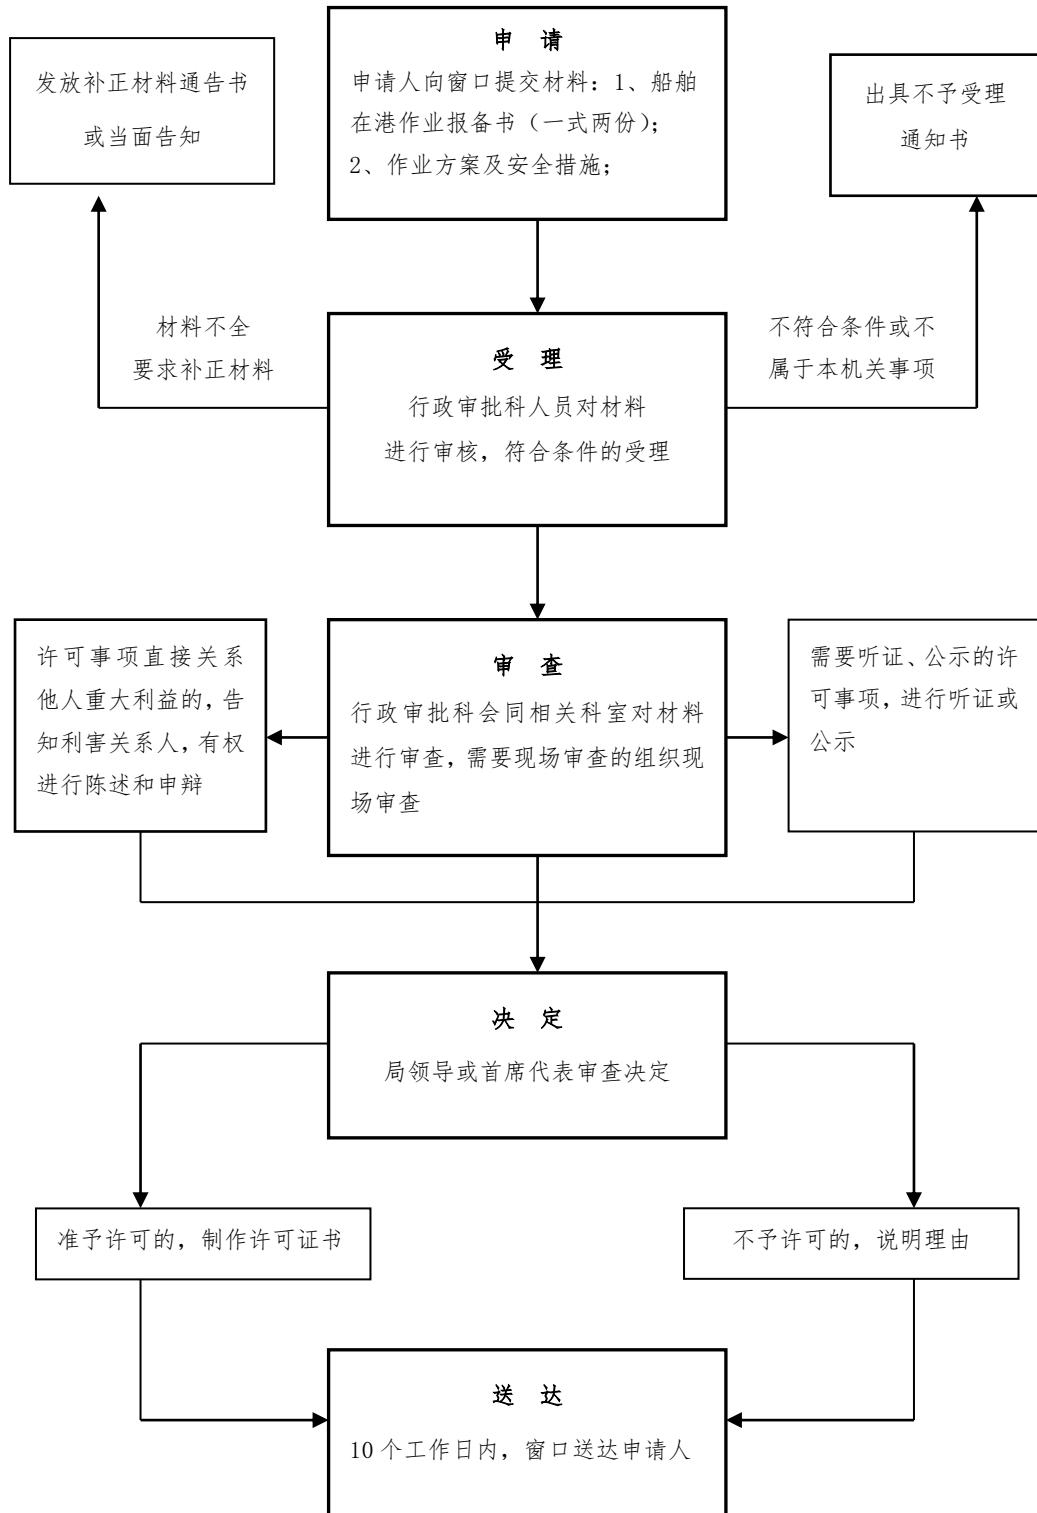 申 请
申请人向窗口提交材料：1、船舶
在港作业报备书（一式两份）；
2、作业方案及安全措施；
发放补正材料通告书
或当面告知
出具不予受理
通知书
材料不全
要求补正材料
不符合条件或不
属于本机关事项
受 理
行政审批科人员对材料
进行审核，符合条件的受理
许可事项直接关系
他人重大利益的，告
知利害关系人，有权
进行陈述和申辩
审 查
行政审批科会同相关科室对材料
进行审查，需要现场审查的组织现
场审查
需要听证、公示的许
可事项，进行听证或
公示
决 定
局领导或首席代表审查决定
准予许可的，制作许可证书
不予许可的，说明理由
送 达
10 个工作日内，窗口送达申请人